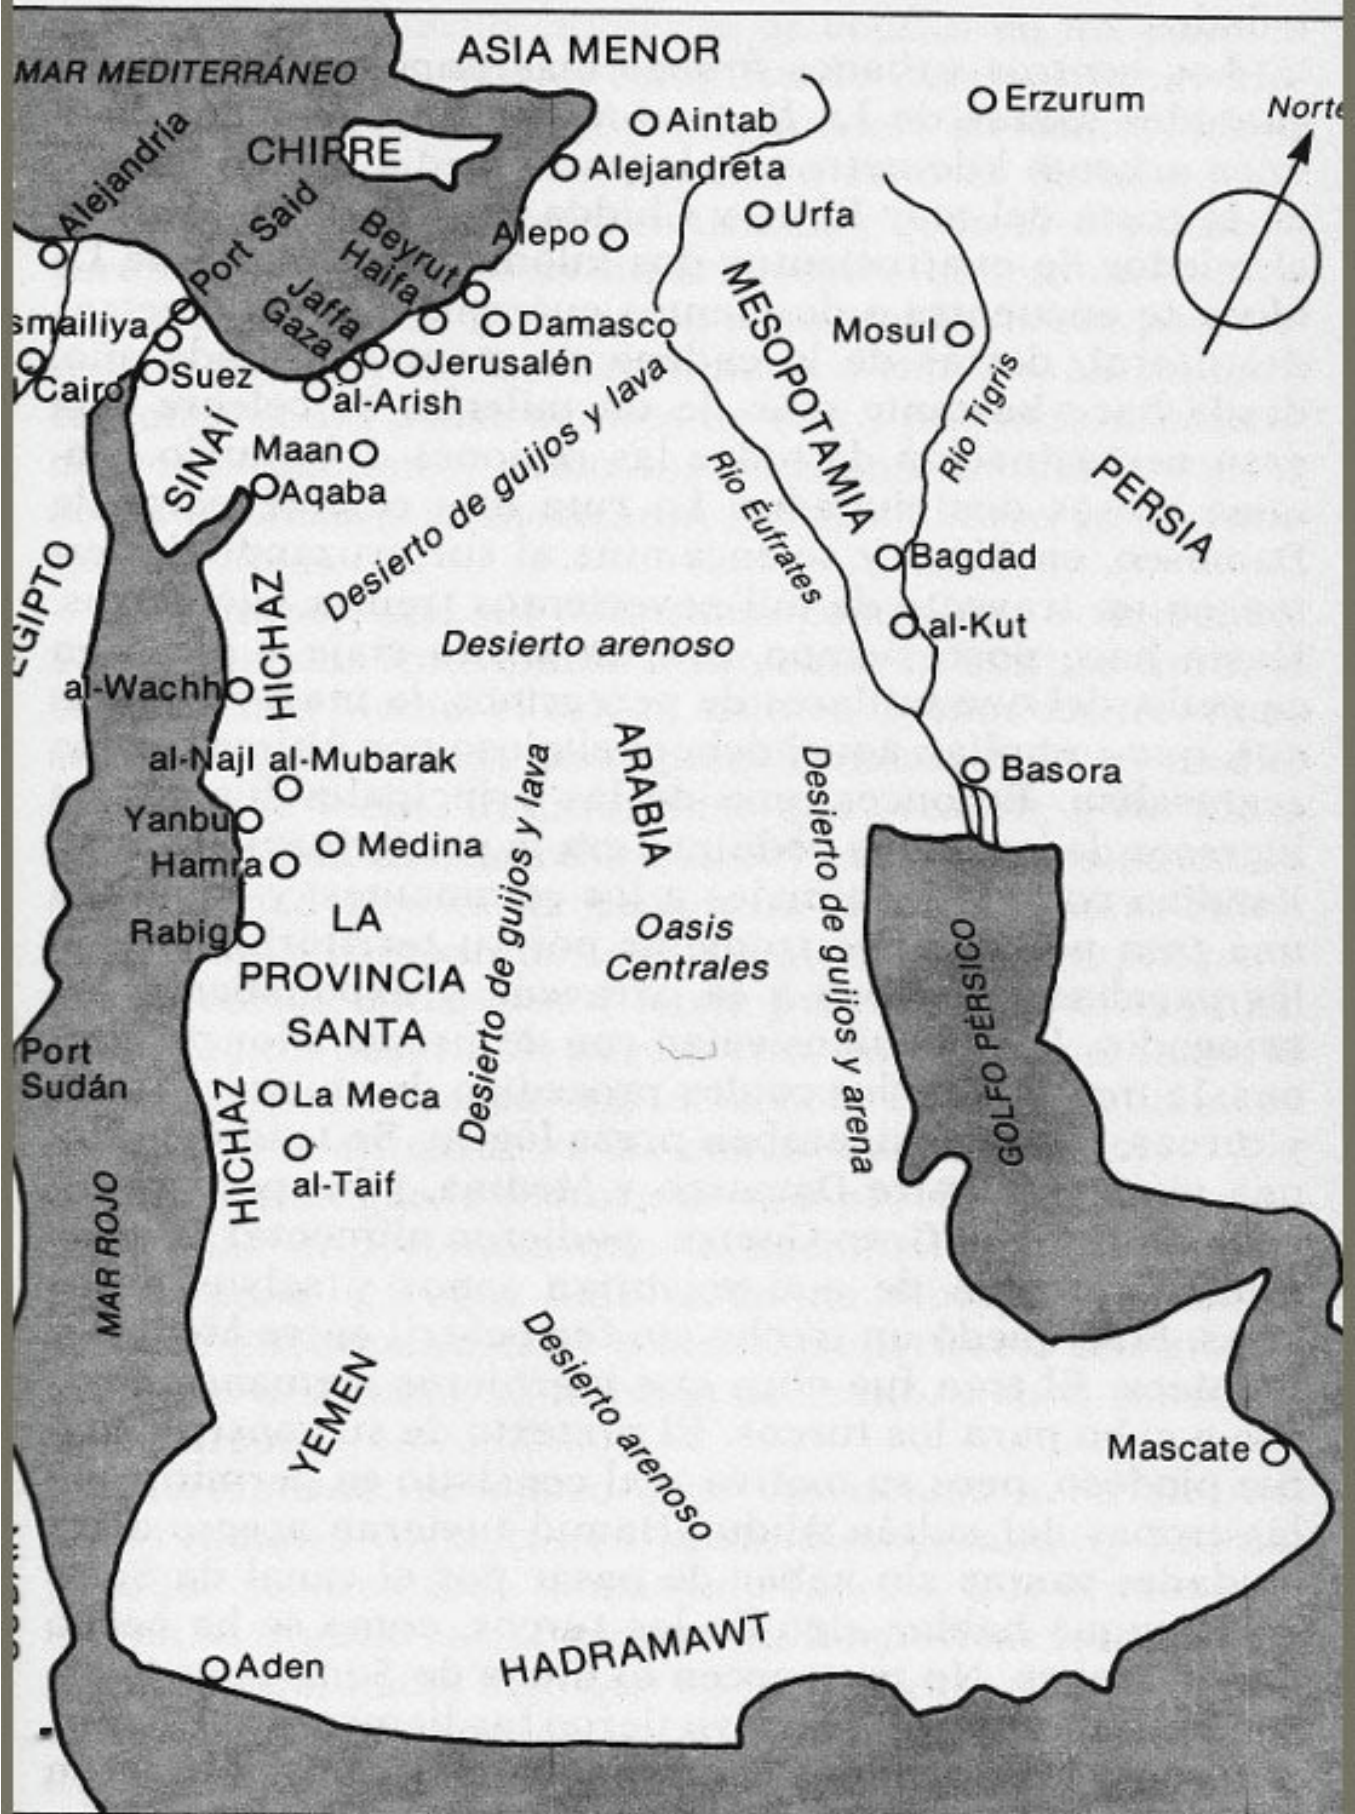 ASIA MENOR
MAR MEDITERRÁNEO
Erzurum
Norte
Aintab
Alejandría
CHIPRE
Alejandreta
Urfa
Port Said
Beyrut
Haifa
Alepo
Jaffa
Gaza
MESOPOTAMIA
smailiya
Damasco
Mosul
Jerusalén
Cairo
Suez
al-Arish
Río Tigris
SINAÍ
Maan
Aqaba
Desierto de guijos y lava
Río Éufrates
PERSIA
EGIPTO
Bagdad
HICHAZ
al-Kut
Desierto arenoso
al-Wachh
al-Najl al-Mubarak
ARABIA
Basora
Yanbu
Medina
Hamra
Desierto de guijos y lava
Desierto de guijos y arena
LA
Rabig
Oasis
Centrales
PROVINCIA
SANTA
GOLFO PÉRSICO
Port
Sudán
La Meca
HICHAZ
al-Taif
MAR ROJO
YEMEN
Desierto arenoso
Mascate
Aden
HADRAMAWT